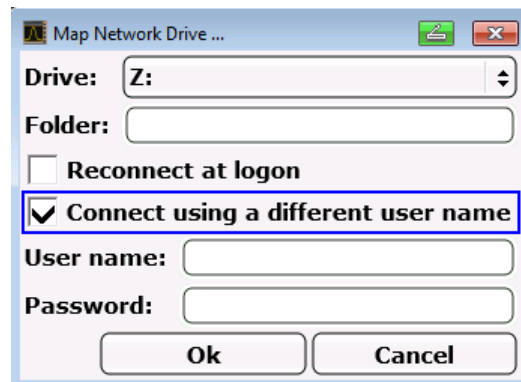 Map Network Drive ...
Drive: Z:
Folder:
Reconnect at logon
Connect using a different user name
User name:
Password:
Ok Cancel